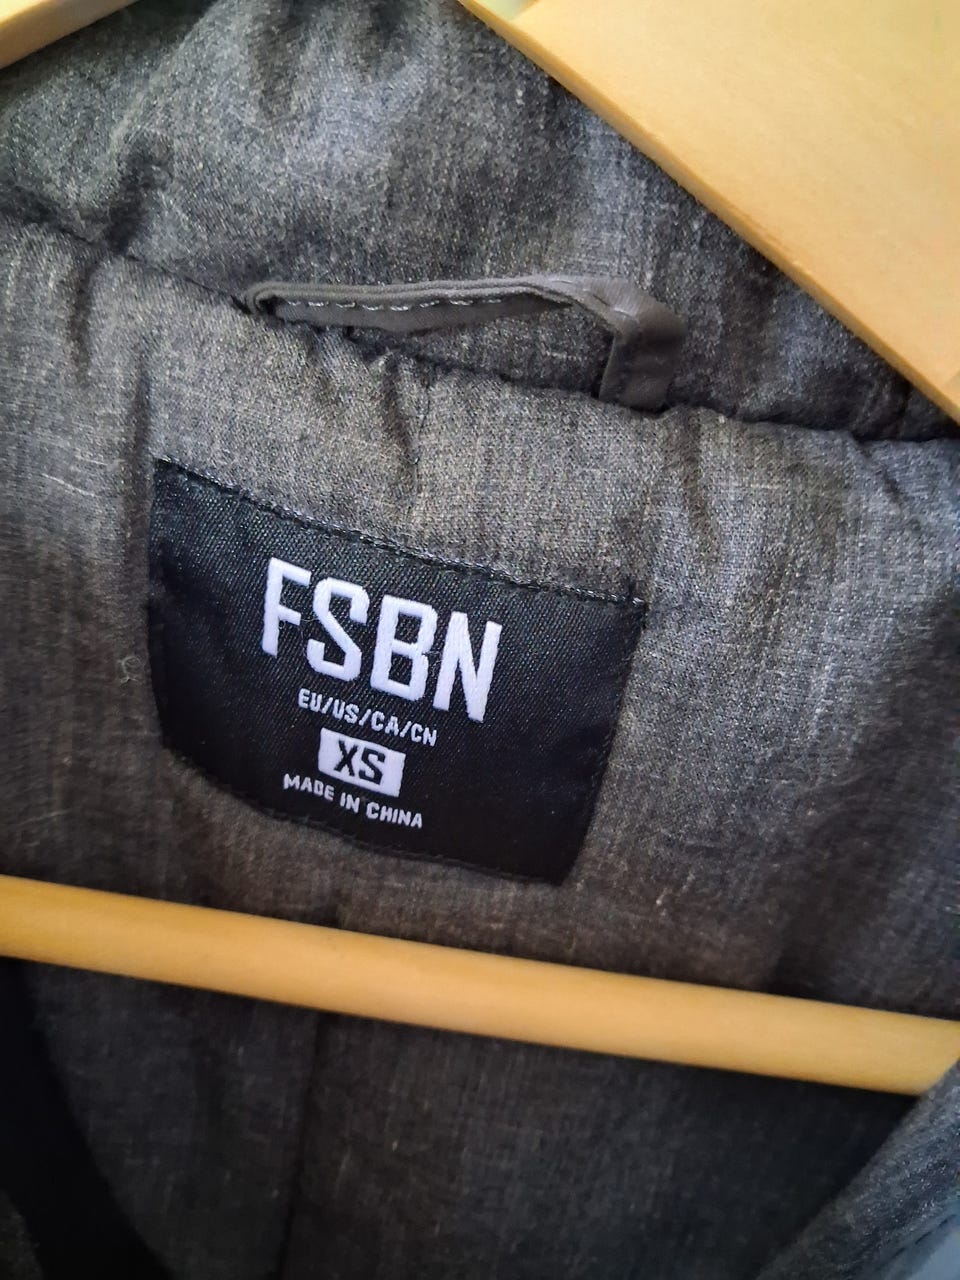 FSBN
EU/US/CA/CN
XS
MADE IN CHINA